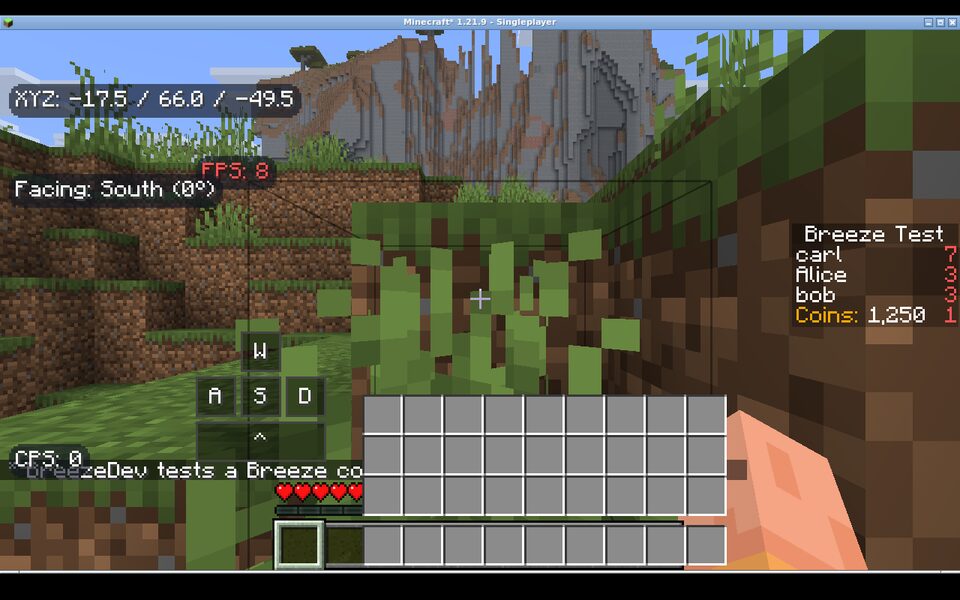 Minecraft* 1.21.9 - Singleplayer
XYZ: -17.5 / 66.0 / -49.5
FPS: 8
Facing: South (0°)
Breeze Test
carl 7
Alice 3
bob 3
Coins: 1,250 1
W
A S D
^
CPS: 0
BreezeDev tests a Breeze co